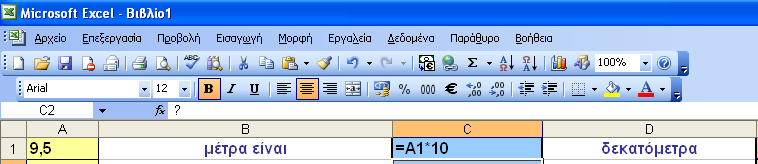 Microsoft Excel - Βιβλίο1
Αρχείο Επεξεργασία Προβολή Εισαγωγή Μορφή Εργαλεία Δεδομένα Παράθυρο Βοήθεια
Σ 100%
Arial 12 B I U % 000 €
C2 fx ?
A B C D
1 9,5 μέτρα είναι =A1*10 δεκατόμετρα